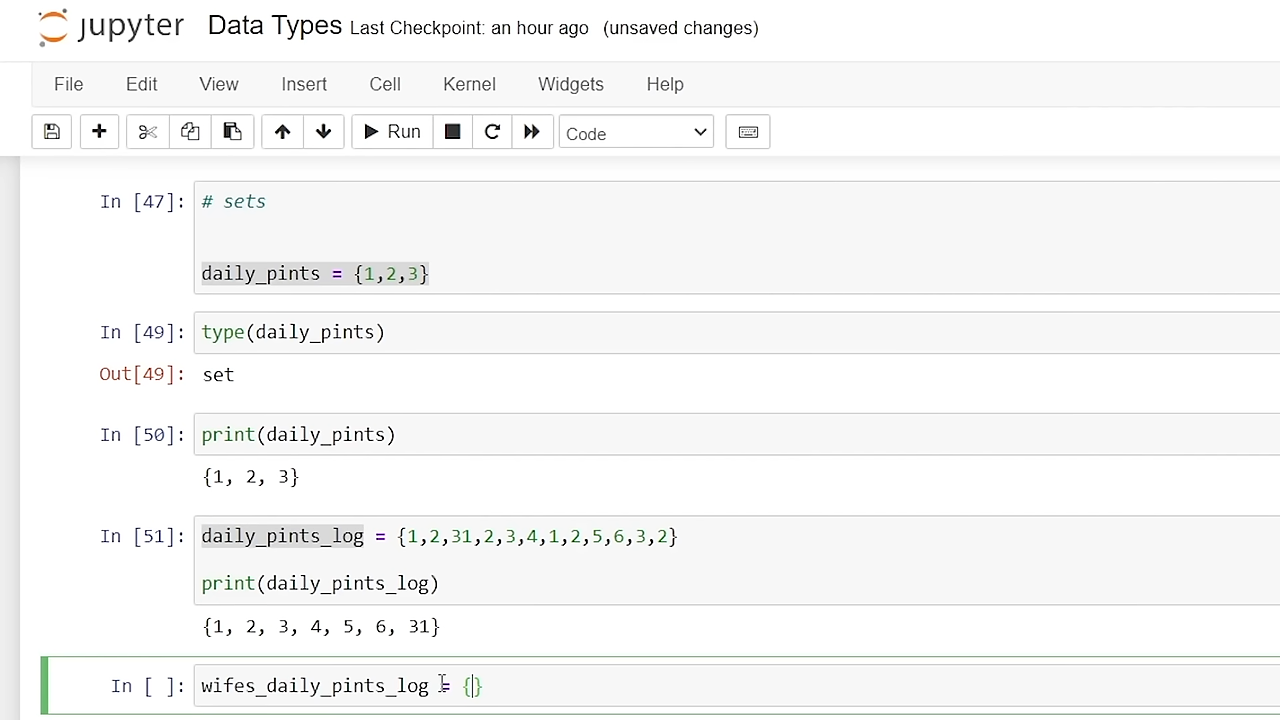 jupyter Data Types Last Checkpoint: an hour ago (unsaved changes)
File Edit View Insert Cell Kernel Widgets Help
Run Code
In [47]: # sets
daily_pints = {1,2,3}
In [49]: type(daily_pints)
Out[49]: set
In [50]: print(daily_pints)
{1, 2, 3}
In [51]: daily_pints_log = {1,2,31,2,3,4,1,2,5,6,3,2}
print(daily_pints_log)
{1, 2, 3, 4, 5, 6, 31}
In [ ]: wifes_daily_pints_log = {}